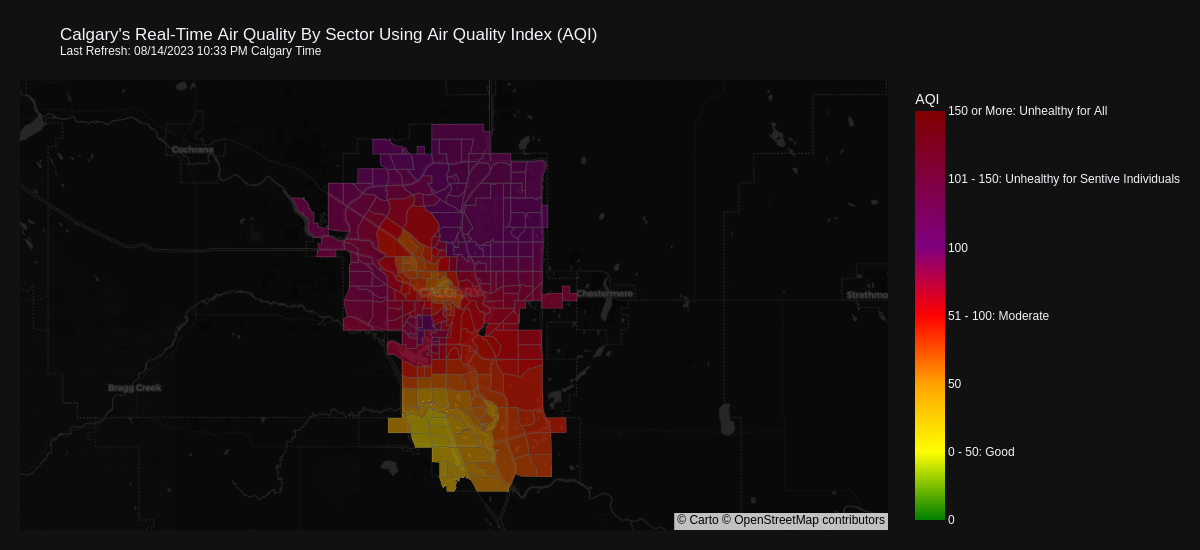 Calgary's Real-Time Air Quality By Sector Using Air Quality Index (AQI)
Last Refresh: 08/14/2023 10:33 PM Calgary Time
AQI
150 or More: Unhealthy for All
101 - 150: Unhealthy for Sentive Individuals
100
51 - 100: Moderate
50
0 - 50: Good
0
Cochrane
CALGARY
Chestermere
Strathmo
Bragg Creek
© Carto © OpenStreetMap contributors